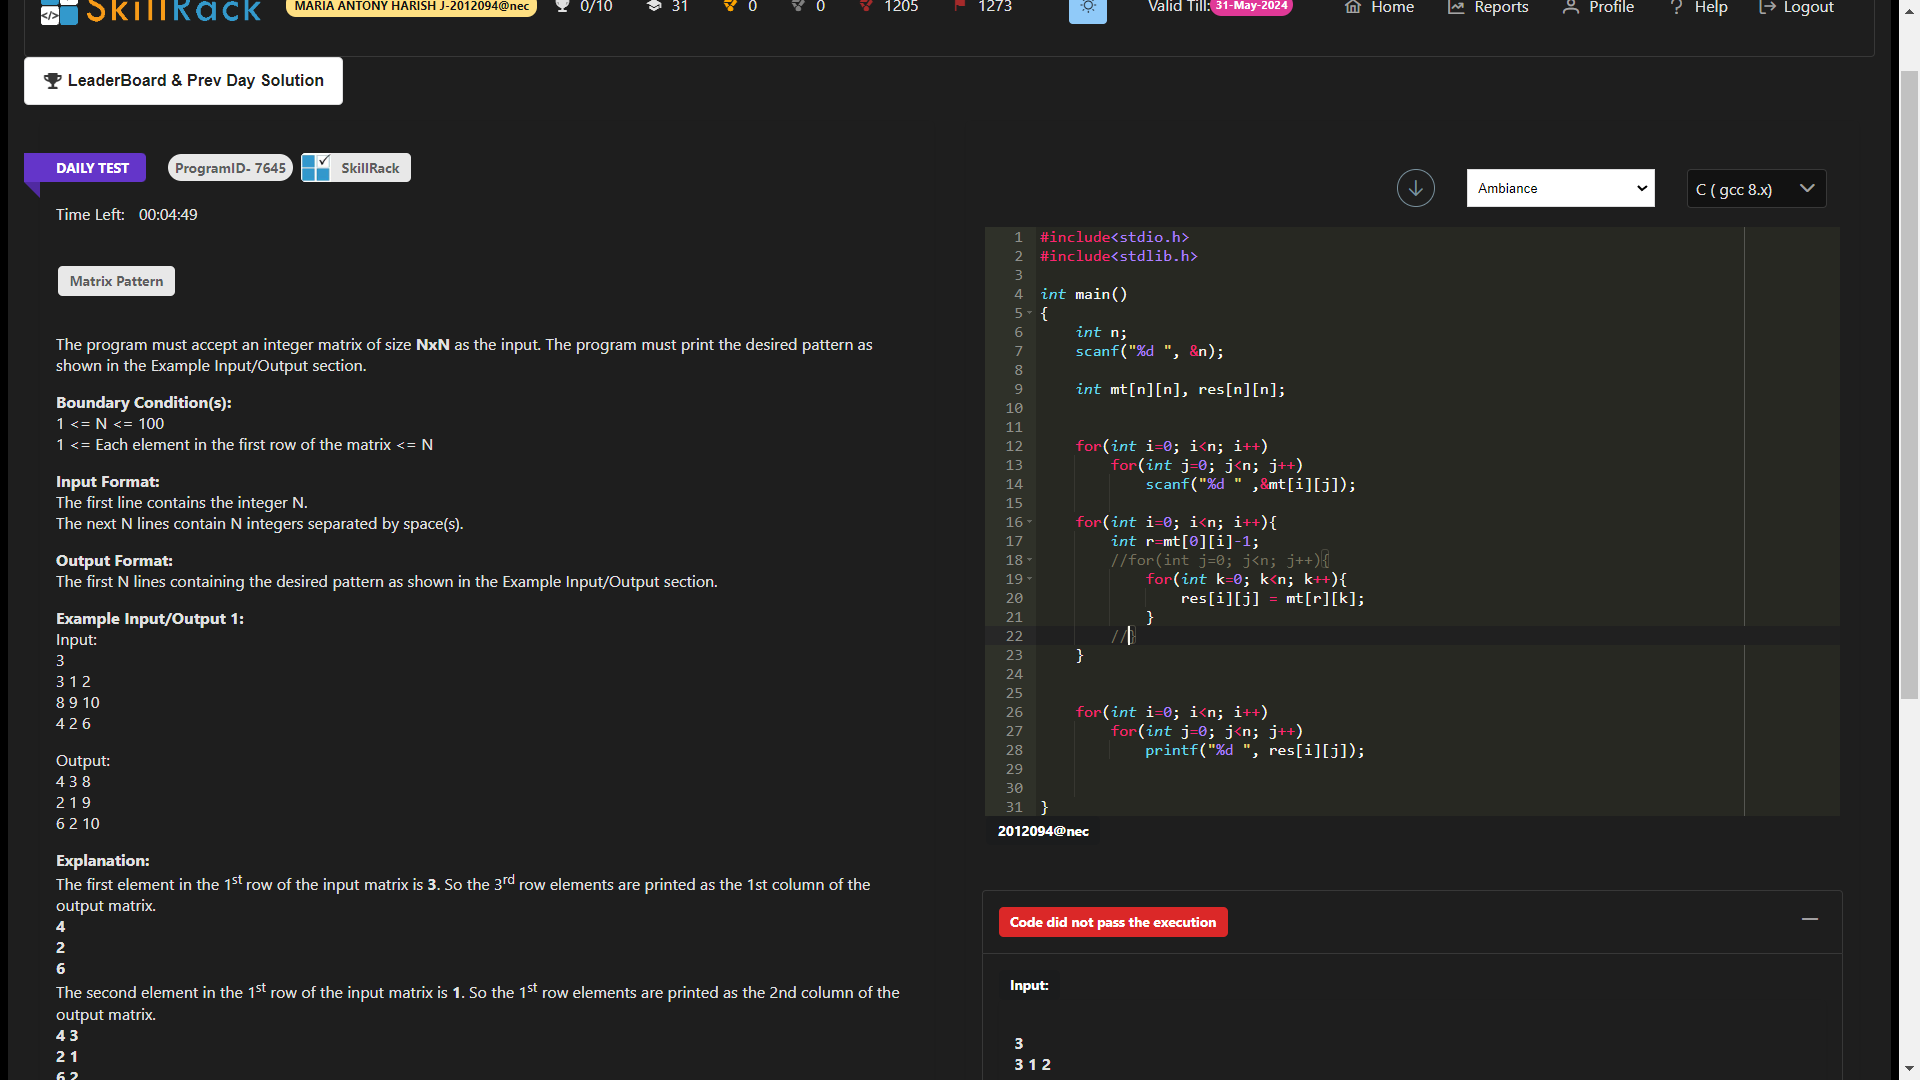 SkillRack
MARIA ANTONY HARISH J-2012094@nec
0/10
31
0
0
1205
1273
Valid Till: 31-May-2024
Home
Reports
Profile
? Help
Logout
LeaderBoard & Prev Day Solution
DAILY TEST
ProgramID- 7645
SkillRack
Time Left: 00:04:49
Matrix Pattern
The program must accept an integer matrix of size NxN as the input. The program must print the desired pattern as
shown in the Example Input/Output section.
Boundary Condition(s):
1 <= N <= 100
1 <= Each element in the first row of the matrix <= N
Input Format:
The first line contains the integer N.
The next N lines contain N integers separated by space(s).
Output Format:
The first N lines containing the desired pattern as shown in the Example Input/Output section.
Example Input/Output 1:
Input:
3
3 1 2
8 9 10
4 2 6
Output:
4 3 8
2 1 9
6 2 10
Explanation:
The first element in the 1st row of the input matrix is 3. So the 3rd row elements are printed as the 1st column of the
output matrix.
4
2
6
The second element in the 1st row of the input matrix is 1. So the 1st row elements are printed as the 2nd column of the
output matrix.
4 3
2 1
6 2
Ambiance
C ( gcc 8.x)
1 #include<stdio.h>
2 #include<stdlib.h>
3
4 int main()
5 {
6 int n;
7 scanf("%d ", &n);
8
9 int mt[n][n], res[n][n];
10
11
12 for(int i=0; i<n; i++)
13 for(int j=0; j<n; j++)
14 scanf("%d " ,&mt[i][j]);
15
16 for(int i=0; i<n; i++){
17 int r=mt[0][i]-1;
18 //for(int j=0; j<n; j++){
19 for(int k=0; k<n; k++){
20 res[i][j] = mt[r][k];
21 }
22 //}
23 }
24
25
26 for(int i=0; i<n; i++)
27 for(int j=0; j<n; j++)
28 printf("%d ", res[i][j]);
29
30
31 }
2012094@nec
Code did not pass the execution
Input:
3
3 1 2